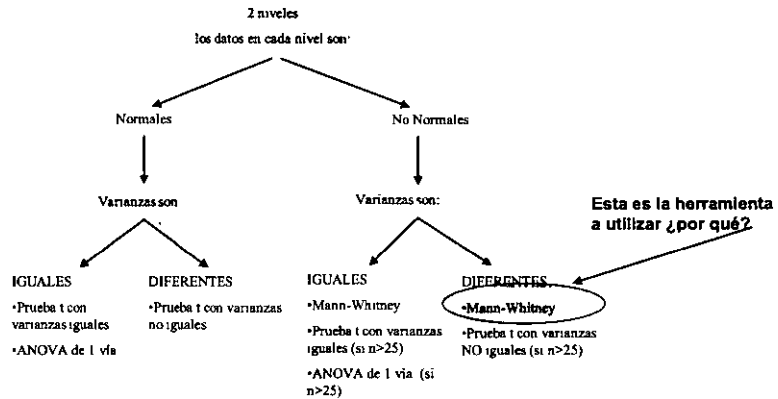 2 niveles
los datos en cada nivel son:
Normales
No Normales
Varianzas son
Varianzas son:
Esta es la herramienta
a utilizar ¿por qué?
IGUALES
•Prueba t con
varianzas iguales
•ANOVA de 1 vía
DIFERENTES
•Prueba t con varianzas
no iguales
IGUALES
•Mann-Whitney
•Prueba t con varianzas
iguales (si n>25)
•ANOVA de 1 via (si
n>25)
DIFERENTES
•Mann-Whitney
•Prueba t con varianzas
NO iguales (si n>25)